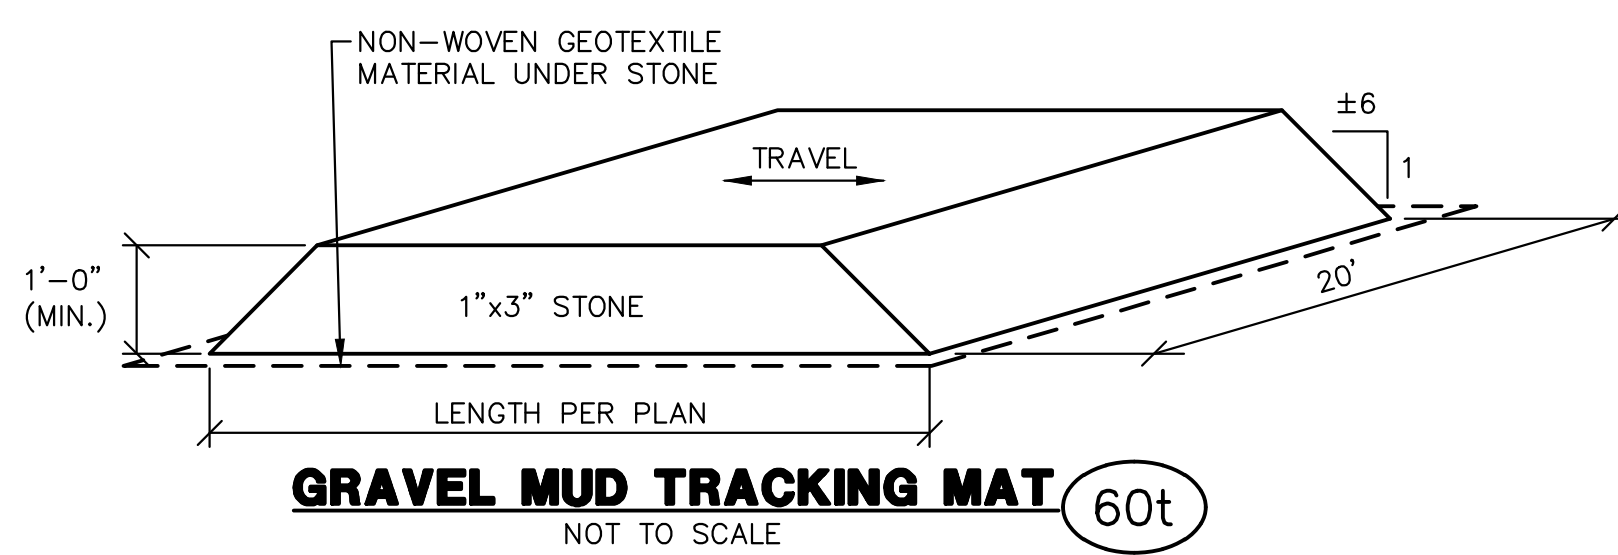 NON-WOVEN GEOTEXTILE
MATERIAL UNDER STONE
±6
1
TRAVEL
1'-0"
(MIN.)
1"x3" STONE
20'
LENGTH PER PLAN
GRAVEL MUD TRACKING MAT
60t
NOT TO SCALE